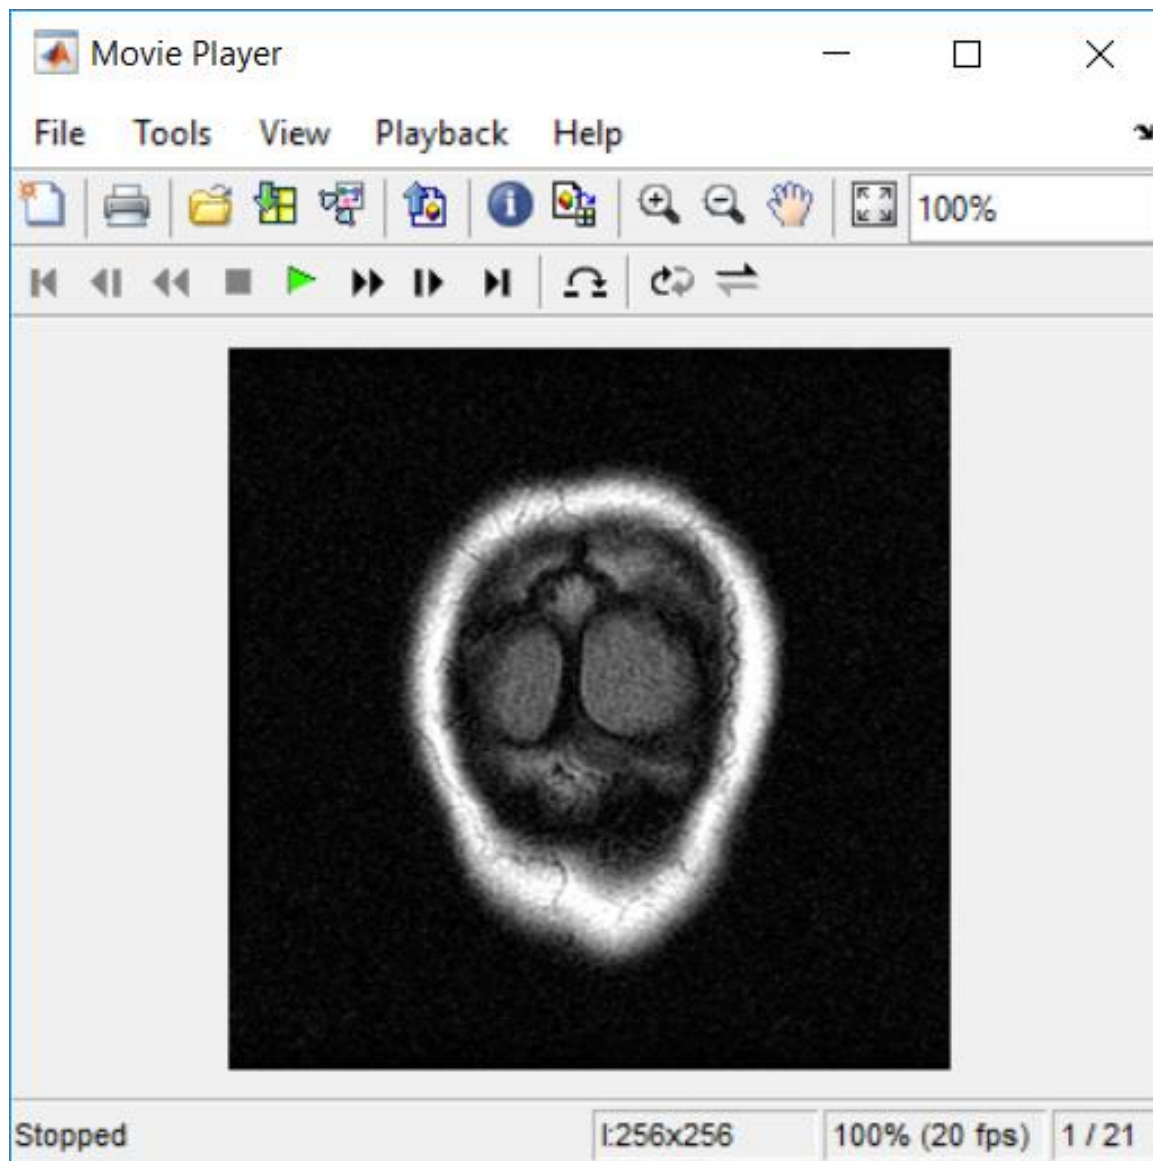 Movie Player
File Tools View Playback Help
100%
Stopped I:256x256 100% (20 fps) 1 / 21